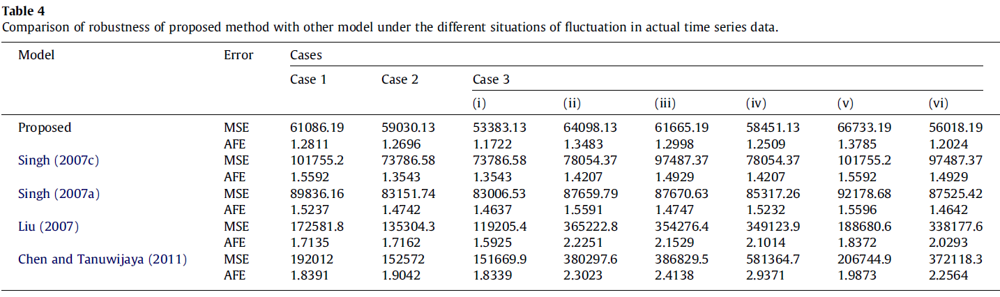 Table 4
Comparison of robustness of proposed method with other model under the different situations of fluctuation in actual time series data.
Model Error Cases
Case 1 Case 2 Case 3
(i) (ii) (iii) (iv) (v) (vi)
Proposed MSE 61086.19 59030.13 53383.13 64098.13 61665.19 58451.13 66733.19 56018.19
AFE 1.2811 1.2696 1.1722 1.3483 1.2998 1.2509 1.3785 1.2024
Singh (2007c) MSE 101755.2 73786.58 73786.58 78054.37 97487.37 78054.37 101755.2 97487.37
AFE 1.5592 1.3543 1.3543 1.4207 1.4929 1.4207 1.5592 1.4929
Singh (2007a) MSE 89836.16 83151.74 83006.53 87659.79 87670.63 85317.26 92178.68 87525.42
AFE 1.5237 1.4742 1.4637 1.5591 1.4747 1.5232 1.5596 1.4642
Liu (2007) MSE 172581.8 135304.3 119205.4 365222.8 354276.4 349123.9 188680.6 338177.6
AFE 1.7135 1.7162 1.5925 2.2251 2.1529 2.1014 1.8372 2.0293
Chen and Tanuwijaya (2011) MSE 192012 152572 151669.9 380297.6 386829.5 581364.7 206744.9 372118.3
AFE 1.8391 1.9042 1.8339 2.3023 2.4138 2.9371 1.9873 2.2564